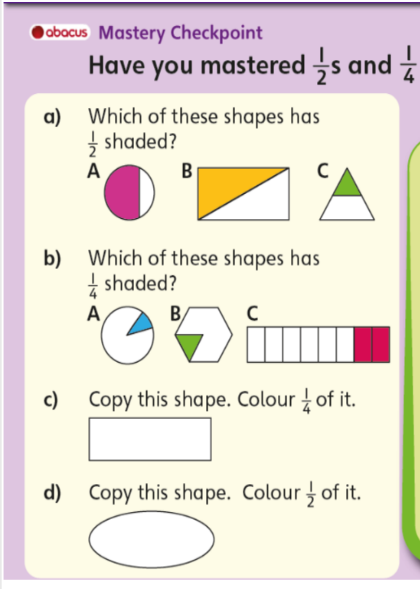 abacus Mastery Checkpoint
Have you mastered 1/2s and 1/4
a) Which of these shapes has
1/2 shaded?
A B C
b) Which of these shapes has
1/4 shaded?
A B C
c) Copy this shape. Colour 1/4 of it.
d) Copy this shape. Colour 1/2 of it.